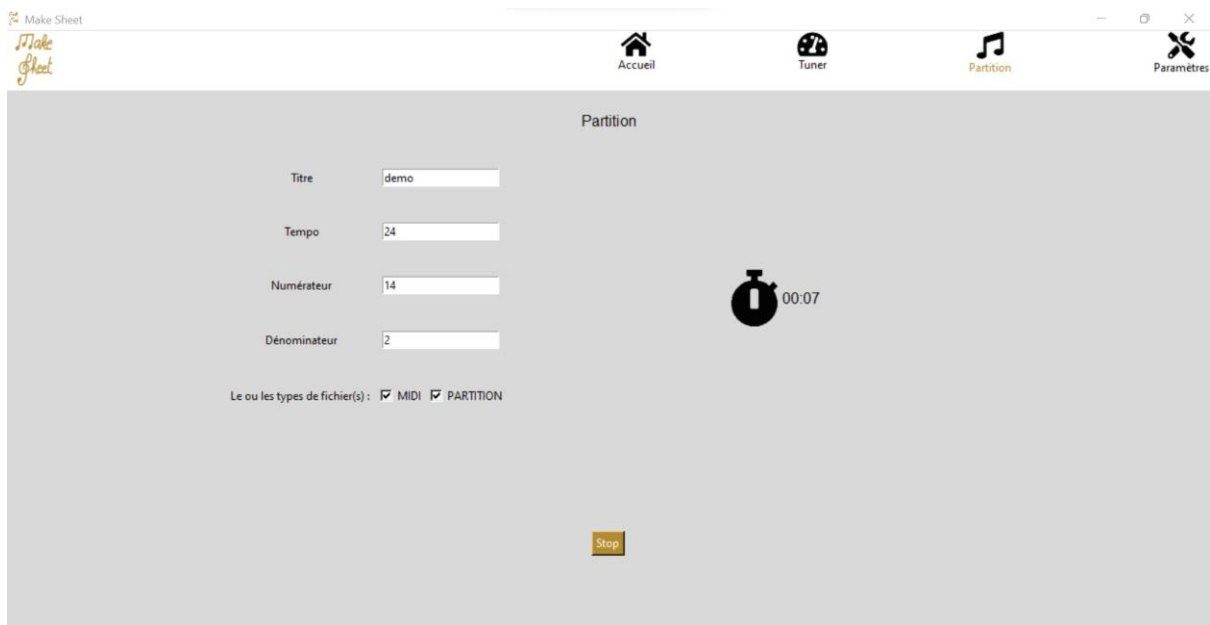 Make Sheet
Make
Sheet
Accueil
Tuner
Partition
Paramètres
Partition
Titre demo
Tempo 24
Numérateur 14
00:07
Dénominateur 2
Le ou les types de fichier(s) : MIDI PARTITION
Stop